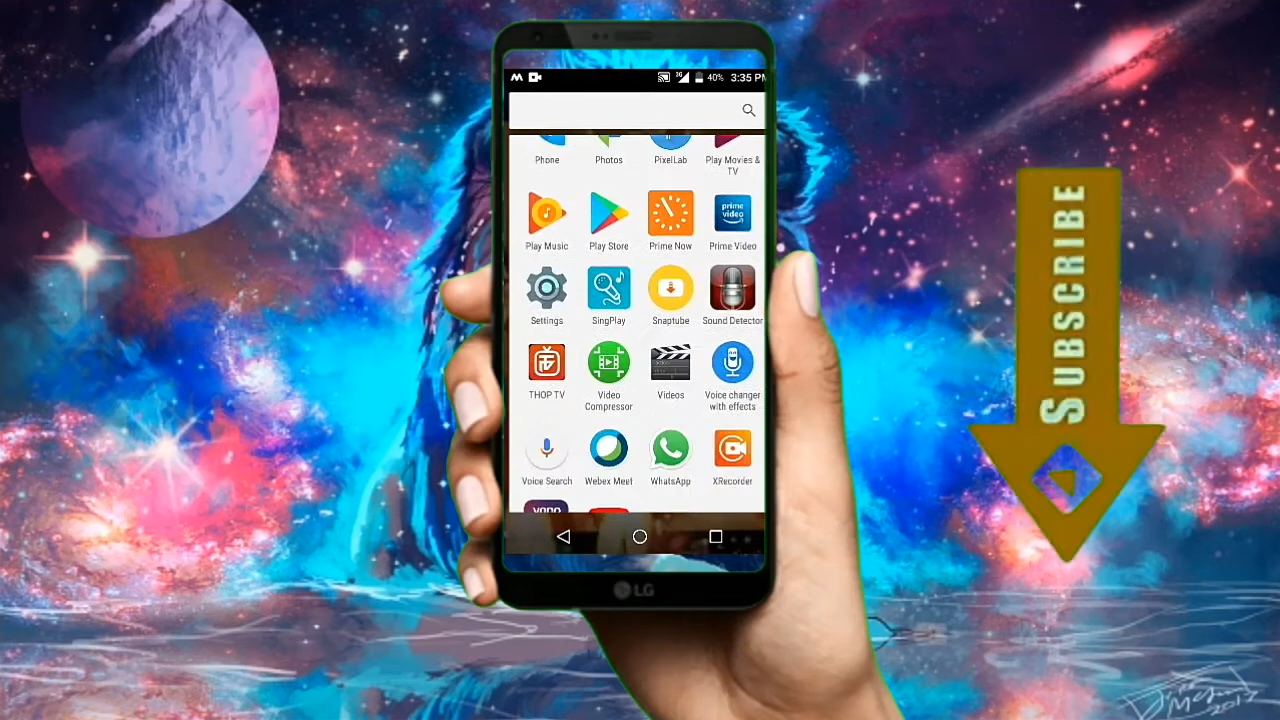 40% 3:35 PM
Phone Photos PixelLab Play Movies &
TV
prime
video
Play Music Play Store Prime Now Prime Video
Settings SingPlay Snaptube Sound Detector
THOP TV Video Videos Voice changer
Compressor with effects
Voice Search Webex Meet WhatsApp XRecorder
LG
SUBSCRIBE